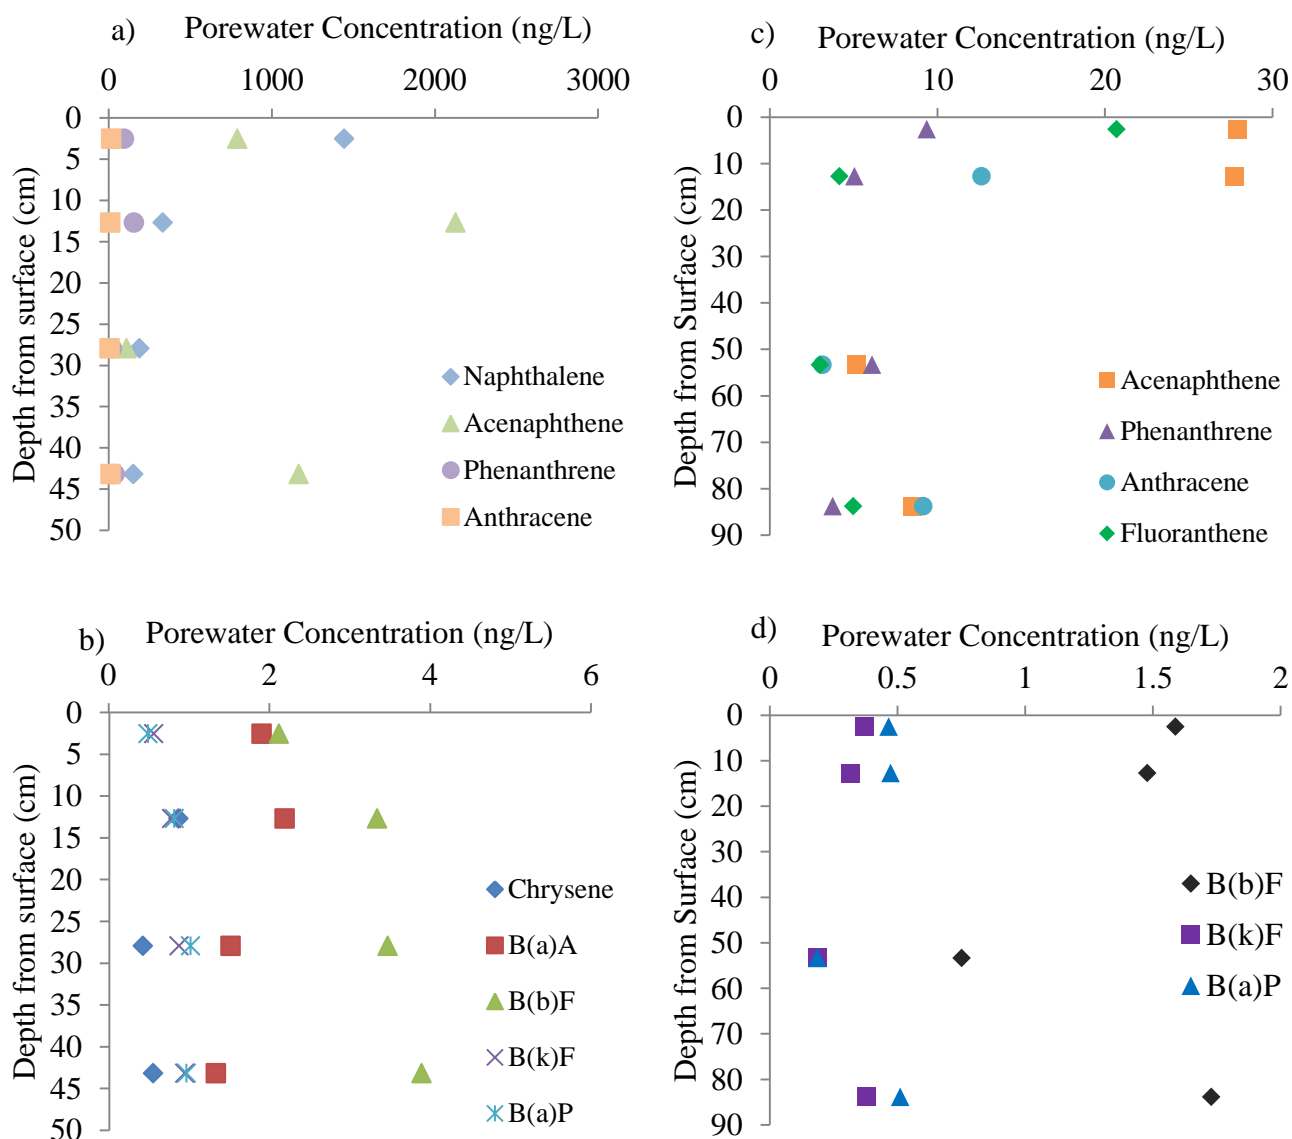 a) Porewater Concentration (ng/L)
0 1000 2000 3000
0
5
10
15
20
25
30
35
40
45
50
Depth from surface (cm)
Naphthalene
Acenaphthene
Phenanthrene
Anthracene
c) Porewater Concentration (ng/L)
0 10 20 30
0
10
20
30
40
50
60
70
80
90
Depth from Surface (cm)
Acenaphthene
Phenanthrene
Anthracene
Fluoranthene
b) Porewater Concentration (ng/L)
0 2 4 6
0
5
10
15
20
25
30
35
40
45
50
Depth from surface (cm)
Chrysene
B(a)A
B(b)F
B(k)F
B(a)P
d) Porewater Concentration (ng/L)
0 0.5 1 1.5 2
0
10
20
30
40
50
60
70
80
90
Depth from Surface (cm)
B(b)F
B(k)F
B(a)P